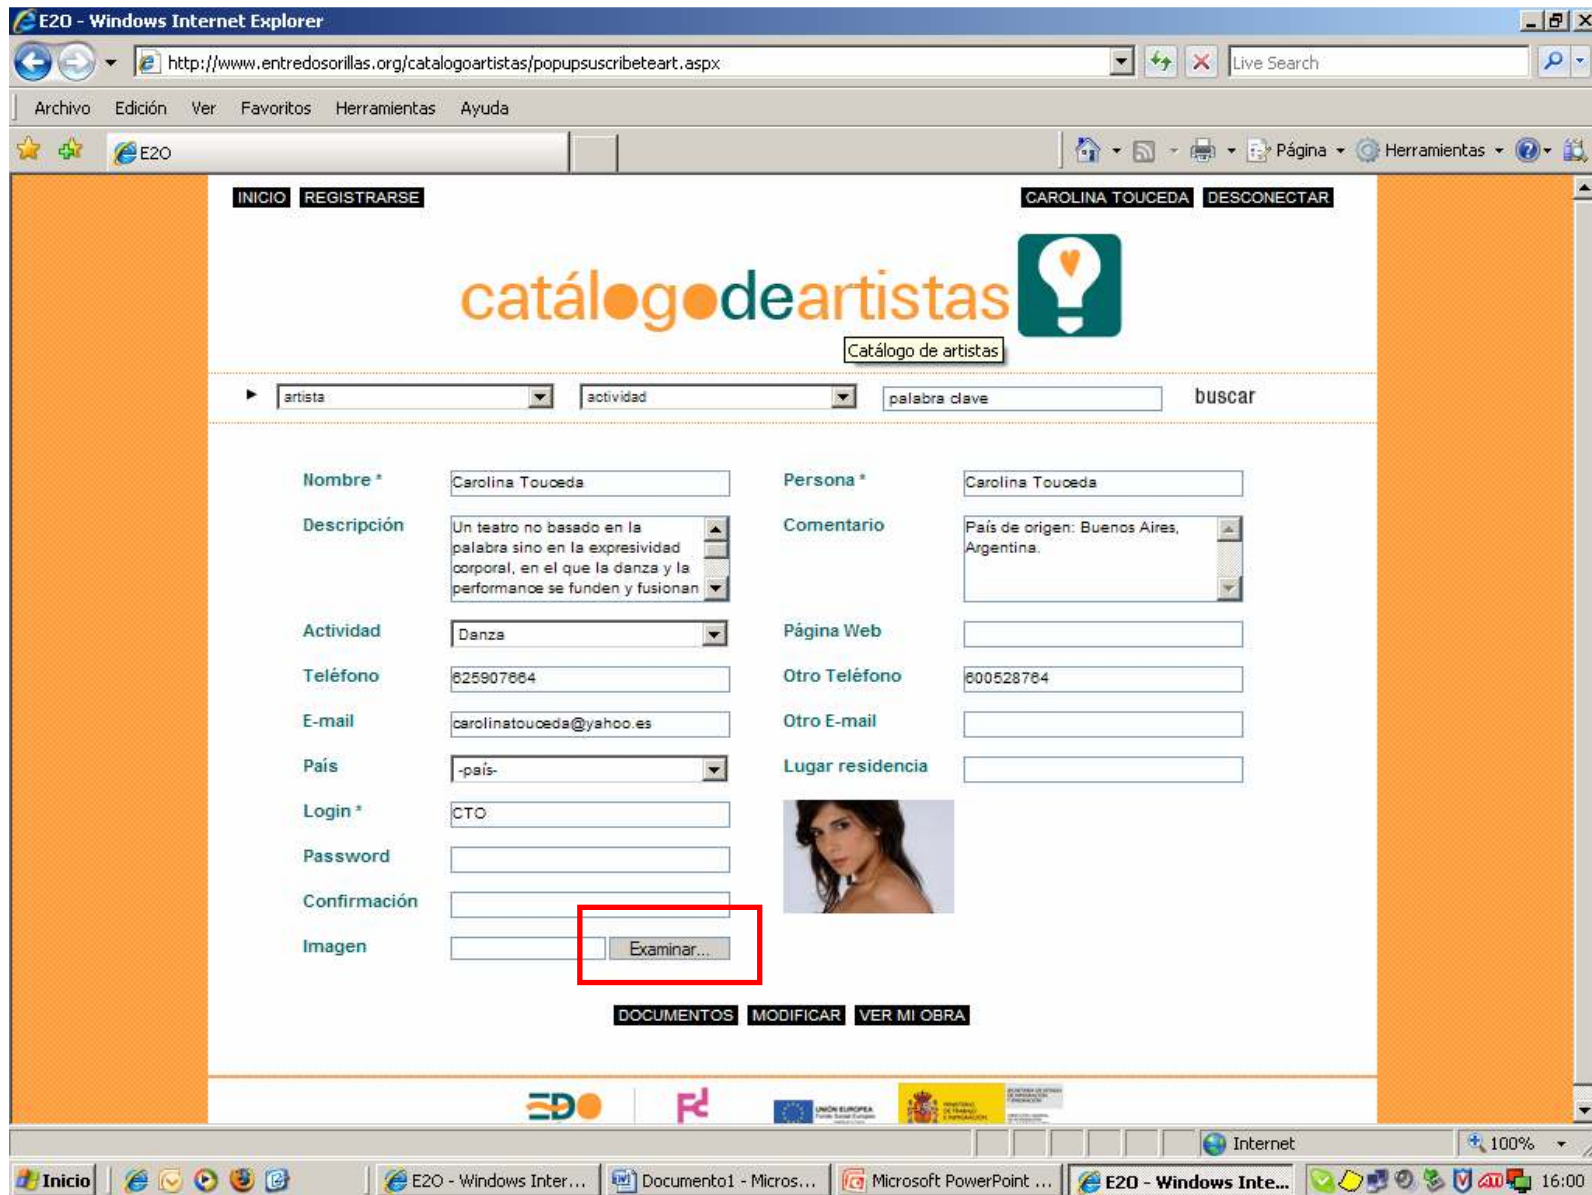 E2O - Windows Internet Explorer
http://www.entredosorillas.org/catalogoartistas/popupsuscribeteart.aspx
Live Search
Archivo Edición Ver Favoritos Herramientas Ayuda
E2O
Página
Herramientas
INICIO REGISTRARSE
CAROLINA TOUCEDA DESCONECTAR
catálogodeartistas
Catálogo de artistas
artista
actividad
palabra clave
buscar
Nombre * Carolina Touceda
Persona * Carolina Touceda
Descripción
Un teatro no basado en la
palabra sino en la expresividad
corporal, en el que la danza y la
performance se funden y fusionan
Comentario
País de origen: Buenos Aires,
Argentina.
Actividad Danza
Página Web
Teléfono 625907664
Otro Teléfono 600528764
E-mail carolinatouceda@yahoo.es
Otro E-mail
País -país-
Lugar residencia
Login * CTO
Password
Confirmación
Imagen Examinar...
DOCUMENTOS MODIFICAR VER MI OBRA
EDO
UNIÓN EUROPEA
Internet
100%
Inicio
E2O - Windows Inter...
Documento1 - Micros...
Microsoft PowerPoint ...
E2O - Windows Inte...
16:00